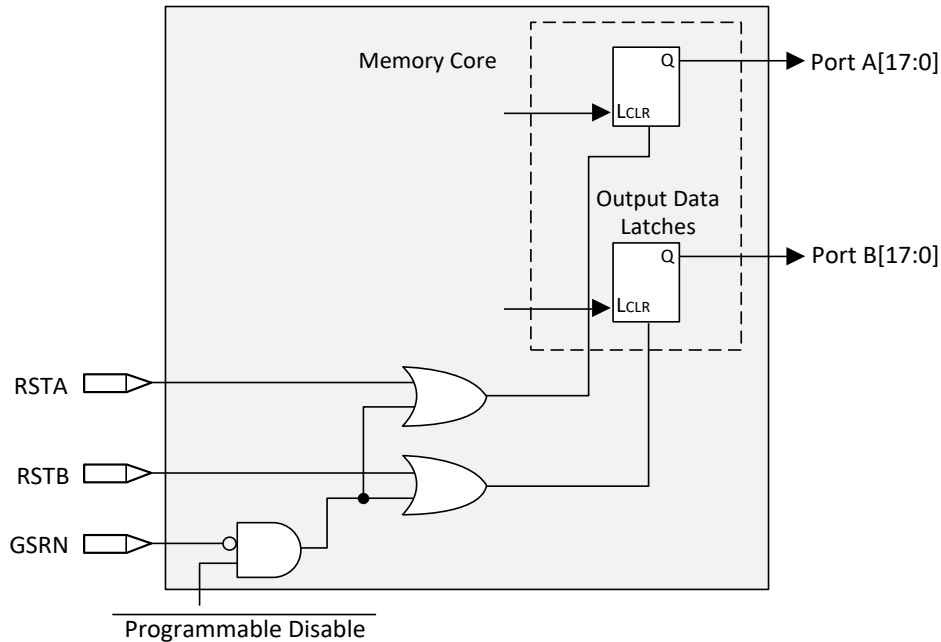 Memory Core
Q
Port A[17:0]
LCLR
Output Data
Latches
Q
Port B[17:0]
LCLR
RSTA
RSTB
GSRN
Programmable Disable